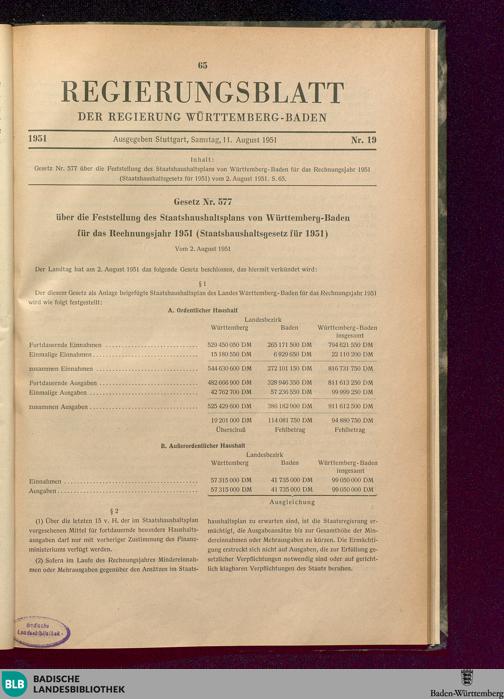 65
REGIERUNGSBLATT
DER REGIERUNG WÜRTTEMBERG-BADEN
1951 Ausgegeben Stuttgart, Samstag, 11. August 1951 Nr. 19
Inhalt:
Gesetz Nr. 577 über die Feststellung des Staatshaushaltsplans von Württemberg-Baden für das Rechnungsjahr 1951
(Staatshaushaltsgesetz für 1951) vom 2. August 1951. S. 65.
Gesetz Nr. 577
über die Feststellung des Staatshaushaltsplans von Württemberg-Baden
für das Rechnungsjahr 1951 (Staatshaushaltsgesetz für 1951)
Vom 2. August 1951
Der Landtag hat am 2. August 1951 das folgende Gesetz beschlossen, das hiermit verkündet wird:
§ 1
Der diesem Gesetz als Anlage beigefügte Staatshaushaltsplan des Landes Württemberg-Baden für das Rechnungsjahr 1951
wird wie folgt festgestellt:
A. Ordentlicher Haushalt
Landesbezirk
Württemberg Baden Württemberg-Baden
insgesamt
Fortdauernde Einnahmen 529 450 050 DM 265 171 500 DM 794 621 550 DM
Einmalige Einnahmen 15 180 550 DM 6 929 650 DM 22 110 200 DM
zusammen Einnahmen 544 630 600 DM 272 101 150 DM 816 731 750 DM
Fortdauernde Ausgaben 482 666 900 DM 328 946 350 DM 811 613 250 DM
Einmalige Ausgaben 42 762 700 DM 57 236 550 DM 99 999 250 DM
zusammen Ausgaben 525 429 600 DM 386 182 900 DM 911 612 500 DM
19 201 000 DM 114 081 750 DM 94 880 750 DM
Überschuß Fehlbetrag Fehlbetrag
B. Außerordentlicher Haushalt
Landesbezirk
Württemberg Baden Württemberg-Baden
insgesamt
Einnahmen 57 315 000 DM 41 735 000 DM 99 050 000 DM
Ausgaben 57 315 000 DM 41 735 000 DM 99 050 000 DM
Ausgleichung
§ 2
(1) Über die letzten 15 v. H. der im Staatshaushaltsplan
vorgesehenen Mittel für fortdauernde besondere Haushalts-
ausgaben darf nur mit vorheriger Zustimmung des Finanz-
ministeriums verfügt werden.
(2) Sofern im Laufe des Rechnungsjahres Mindereinnah-
men oder Mehrausgaben gegenüber den Ansätzen im Staats-
haushaltsplan zu erwarten sind, ist die Staatsregierung er-
mächtigt, die Ausgabeansätze bis zur Gesamthöhe der Min-
dereinnahmen oder Mehrausgaben zu kürzen. Die Ermächti-
gung erstreckt sich nicht auf Ausgaben, die zur Erfüllung ge-
setzlicher Verpflichtungen notwendig sind oder auf gericht-
lich klagbaren Verpflichtungen des Staats beruhen.
Badische
Landesbibliothek
BLB
BADISCHE
LANDESBIBLIOTHEK
Baden-Württemberg